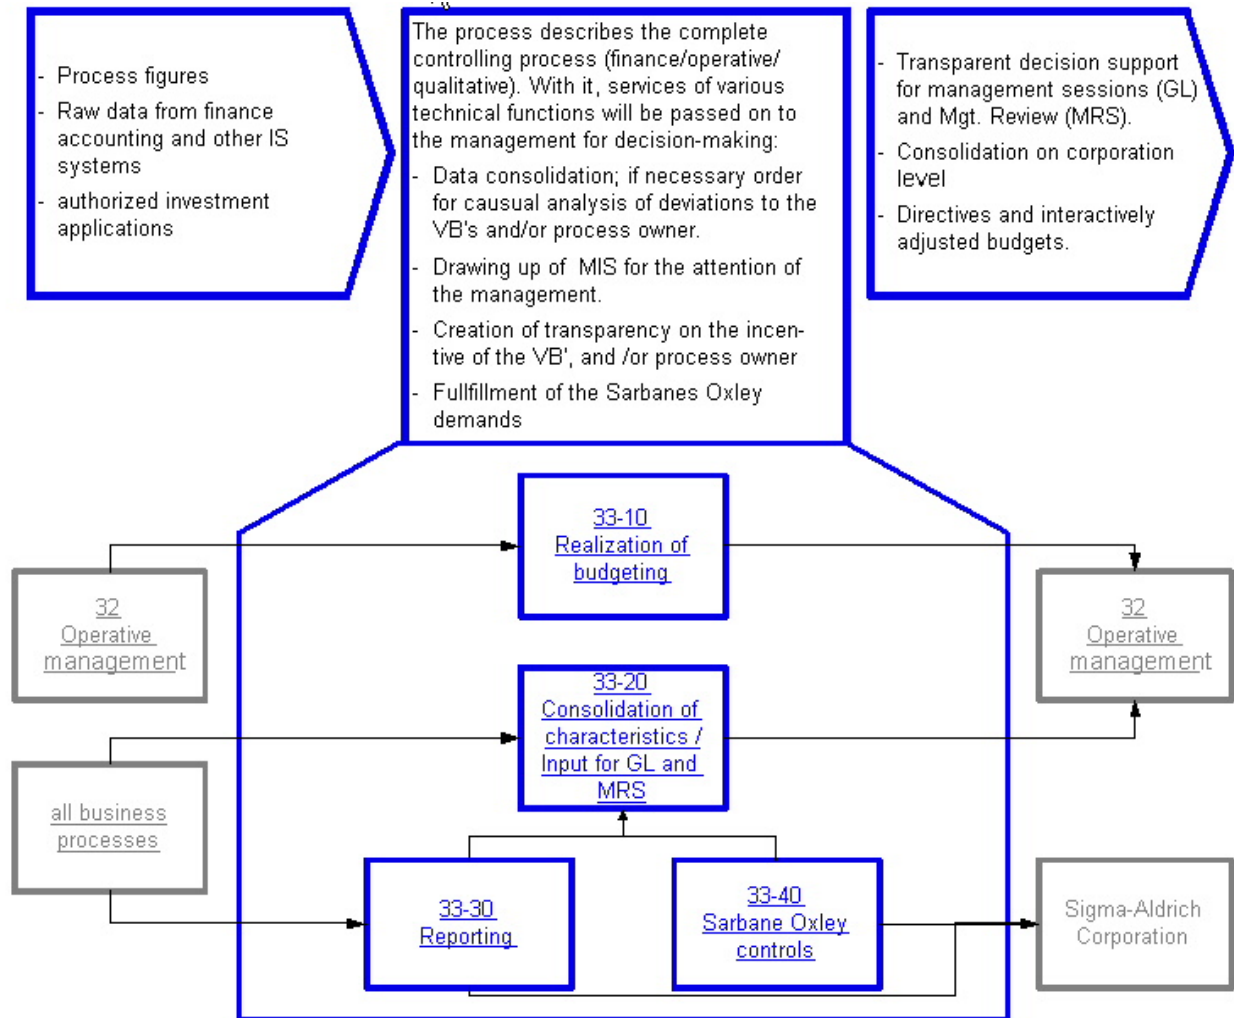 - Process figures
- Raw data from finance
accounting and other IS
systems
- authorized investment
applications
The process describes the complete
controlling process (finance/operative/
qualitative). With it, services of various
technical functions will be passed on to
the management for decision-making:
- Data consolidation; if necessary order
for causual analysis of deviations to the
VB's and/or process owner.
- Drawing up of MIS for the attention of
the management.
- Creation of transparency on the incen-
tive of the VB', and /or process owner
- Fullfillment of the Sarbanes Oxley
demands
- Transparent decision support
for management sessions (GL)
and Mgt. Review (MRS).
- Consolidation on corporation
level
- Directives and interactively
adjusted budgets.
33-10
Realization of
budgeting
32
Operative
management
32
Operative
management
33-20
Consolidation of
characteristics /
Input for GL and
MRS
all business
processes
33-30
Reporting
33-40
Sarbane Oxley
controls
Sigma-Aldrich
Corporation